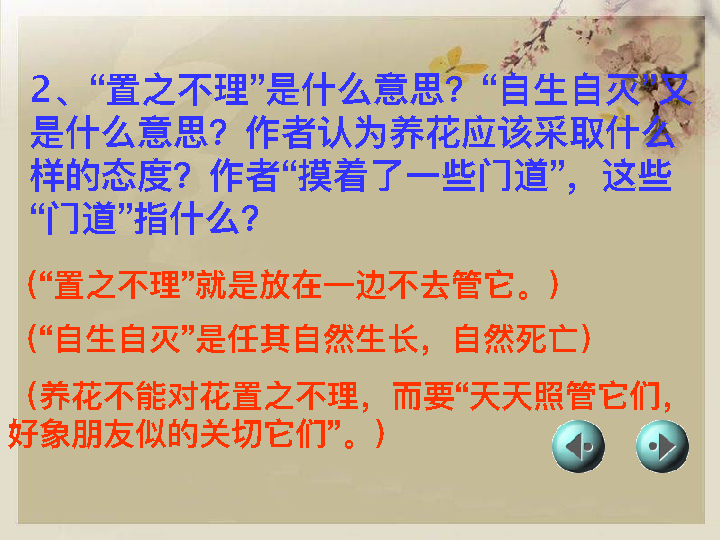 2、“置之不理”是什么意思？“自生自灭”又
是什么意思？作者认为养花应该采取什么
样的态度？作者“摸着了一些门道”，这些
“门道”指什么？
（“置之不理”就是放在一边不去管它。）
（“自生自灭”是任其自然生长，自然死亡）
（养花不能对花置之不理，而要“天天照管它们，
好象朋友似的关切它们”。）